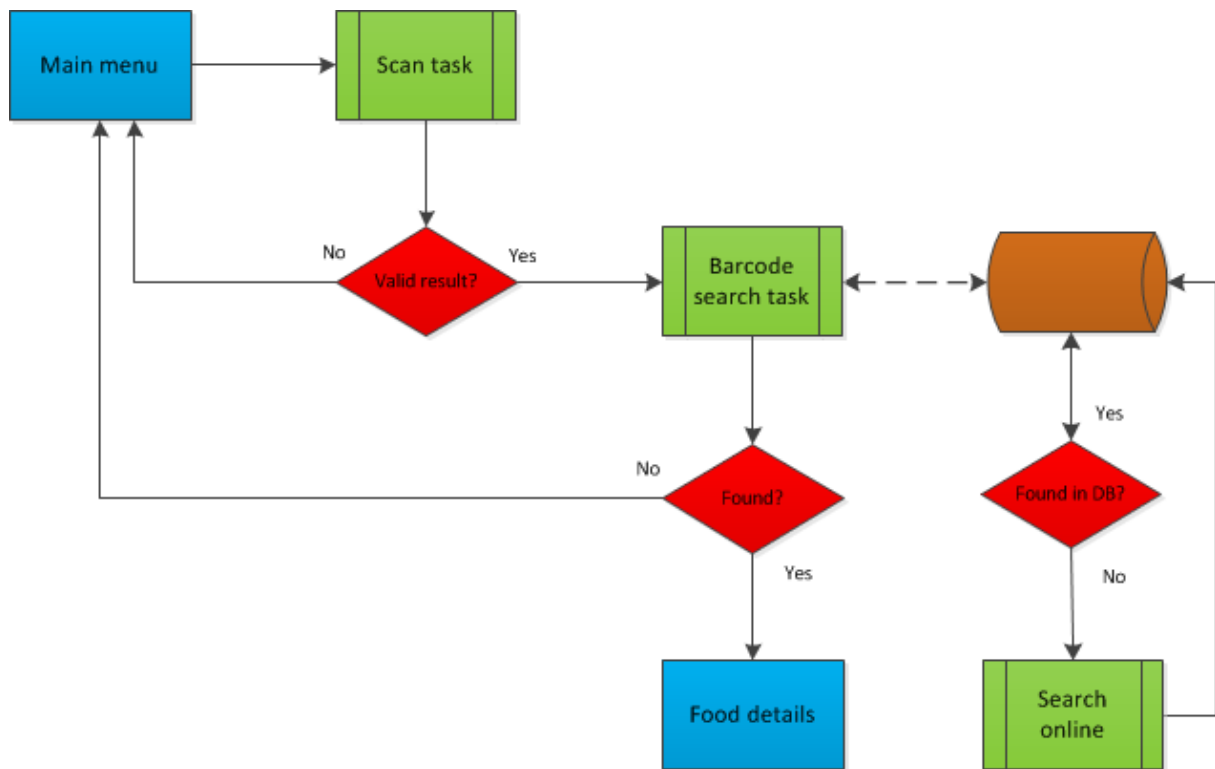 Main menu
Scan task
No
Valid result?
Yes
Barcode
search task
Yes
No
Found?
Found in DB?
Yes
No
Food details
Search
online